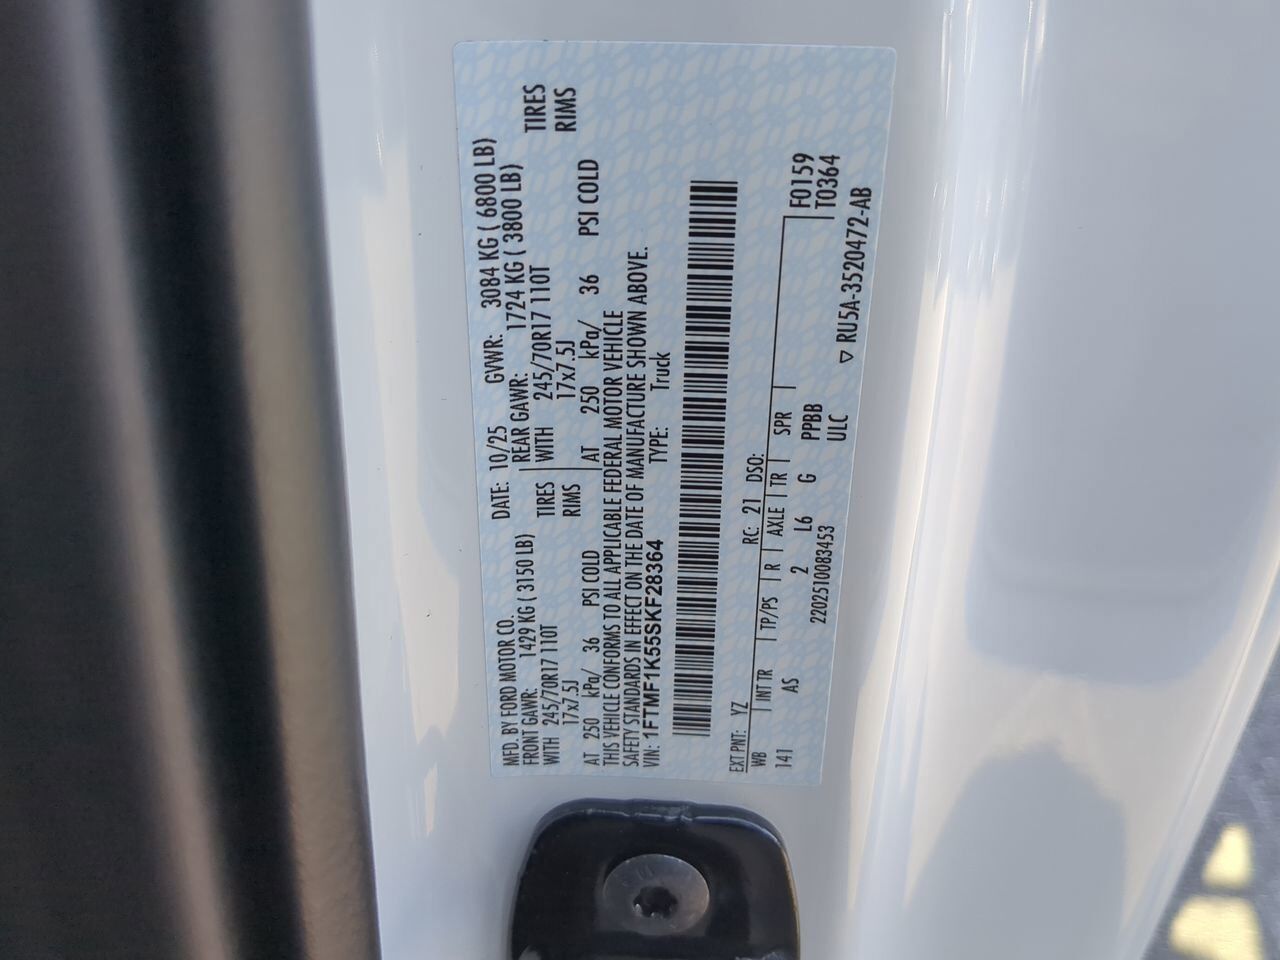 MFD. BY FORD MOTOR CO. DATE: 10/25 GVWR: 3084 KG ( 6800 LB)
FRONT GAWR: 1429 KG ( 3150 LB) REAR GAWR: 1724 KG ( 3800 LB)
WITH 245/70R17 110T TIRES WITH 245/70R17 110T TIRES
17x7.5J RIMS 17x7.5J RIMS
AT 250 kPa/ 36 PSI COLD AT 250 kPa/ 36 PSI COLD
THIS VEHICLE CONFORMS TO ALL APPLICABLE FEDERAL MOTOR VEHICLE
SAFETY STANDARDS IN EFFECT ON THE DATE OF MANUFACTURE SHOWN ABOVE.
VIN: 1FTMF1K55SKF28364 TYPE: Truck
EXT PNT: YZ RC: 21 DSO:
WB INT TR TP/PS R AXLE TR SPR F0159
141 AS 2 L6 G PPBB T0364
2202510083453 ULC
▽ RU5A-3520472-AB